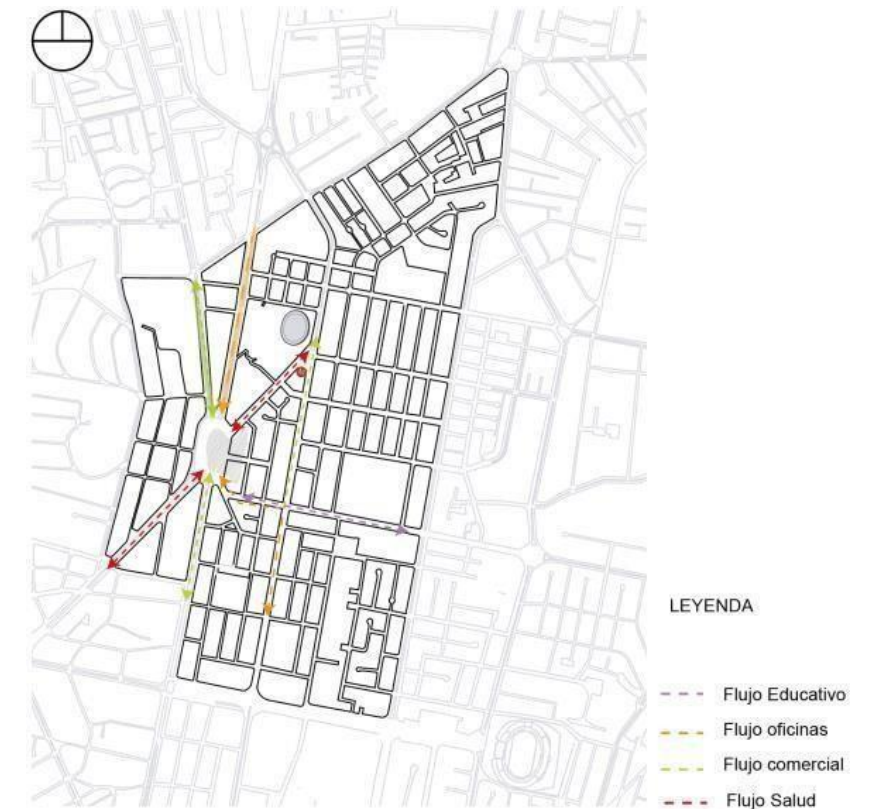 LEYENDA
Flujo Educativo
Flujo oficinas
Flujo comercial
Flujo Salud